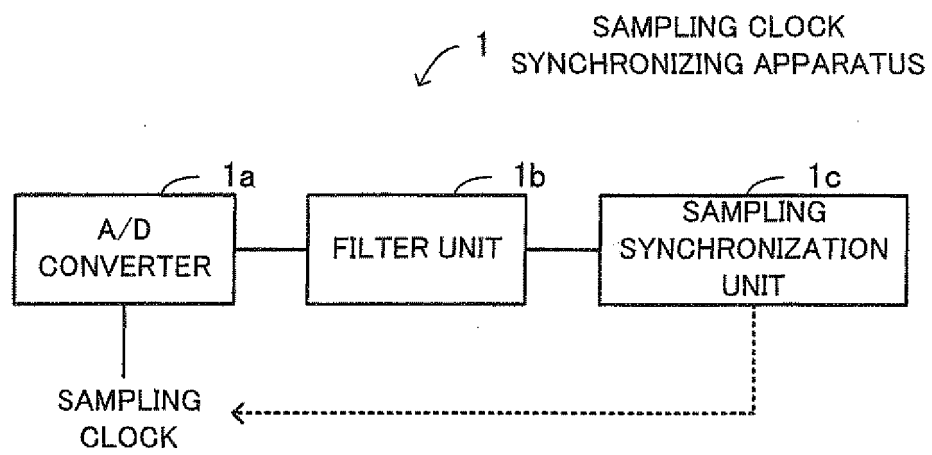 1
SAMPLING CLOCK
SYNCHRONIZING APPARATUS
1a
A/D
CONVERTER
1b
FILTER UNIT
1c
SAMPLING
SYNCHRONIZATION
UNIT
SAMPLING
CLOCK